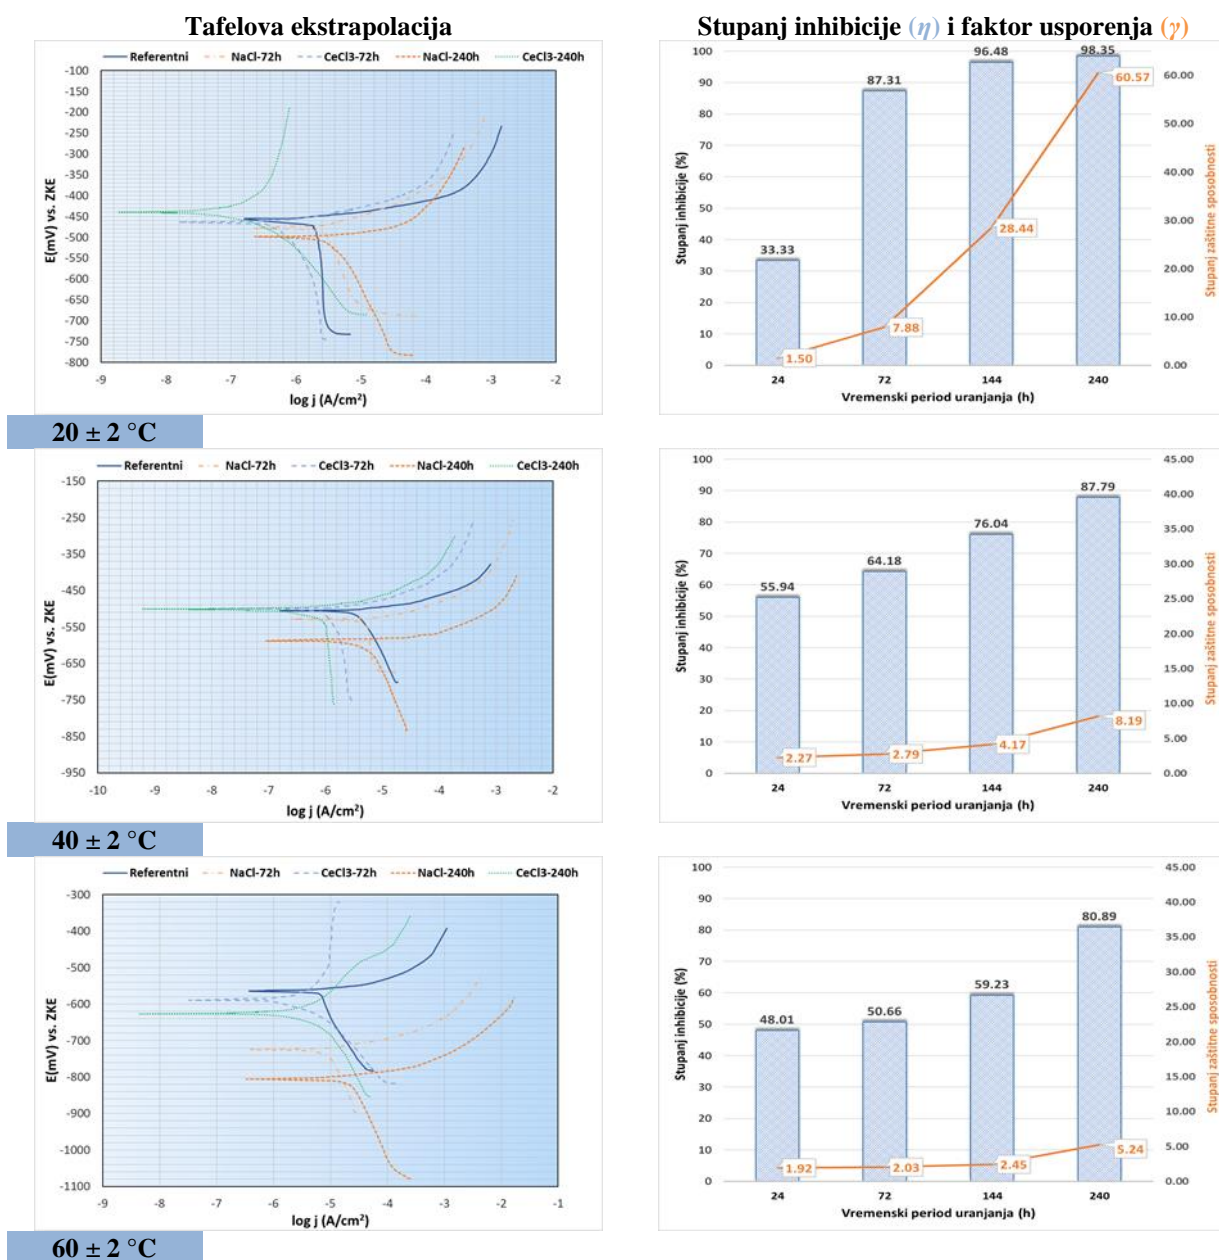 Tafelova ekstrapolacija
Stupanj inhibicije (η) i faktor usporenja (γ)
Referentni NaCl-72h CeCl3-72h NaCl-240h CeCl3-240h
-100
-150
-200
-250
-300
-350
-400
-450
-500
-550
-600
-650
-700
-750
-800
E(mV) vs. ZKE
-9 -8 -7 -6 -5 -4 -3 -2
log j (A/cm²)
100
90
80
70
60
50
40
30
20
10
0
Stupanj inhibicije (%)
33.33 87.31 96.48 98.35
1.50 7.88 28.44 60.57
60.00
50.00
40.00
30.00
20.00
10.00
0.00
Stupanj zaštitne sposobnosti
24 72 144 240
Vremenski period uranjanja (h)
20 ± 2 °C
Referentni NaCl-72h CeCl3-72h NaCl-240h CeCl3-240h
-150
-250
-350
-450
-550
-650
-750
-850
-950
E(mV) vs. ZKE
-10 -9 -8 -7 -6 -5 -4 -3 -2
log j (A/cm²)
100
90
80
70
60
50
40
30
20
10
0
Stupanj inhibicije (%)
55.94 64.18 76.04 87.79
2.27 2.79 4.17 8.19
45.00
40.00
35.00
30.00
25.00
20.00
15.00
10.00
5.00
0.00
Stupanj zaštitne sposobnosti
24 72 144 240
Vremenski period uranjanja (h)
40 ± 2 °C
Referentni NaCl-72h CeCl3-72h NaCl-240h CeCl3-240h
-300
-400
-500
-600
-700
-800
-900
-1000
-1100
E(mV) vs. ZKE
-9 -8 -7 -6 -5 -4 -3 -2 -1
log j (A/cm²)
100
90
80
70
60
50
40
30
20
10
0
Stupanj inhibicije (%)
48.01 50.66 59.23 80.89
1.92 2.03 2.45 5.24
45.00
40.00
35.00
30.00
25.00
20.00
15.00
10.00
5.00
0.00
Stupanj zaštitne sposobnosti
24 72 144 240
Vremenski period uranjanja (h)
60 ± 2 °C